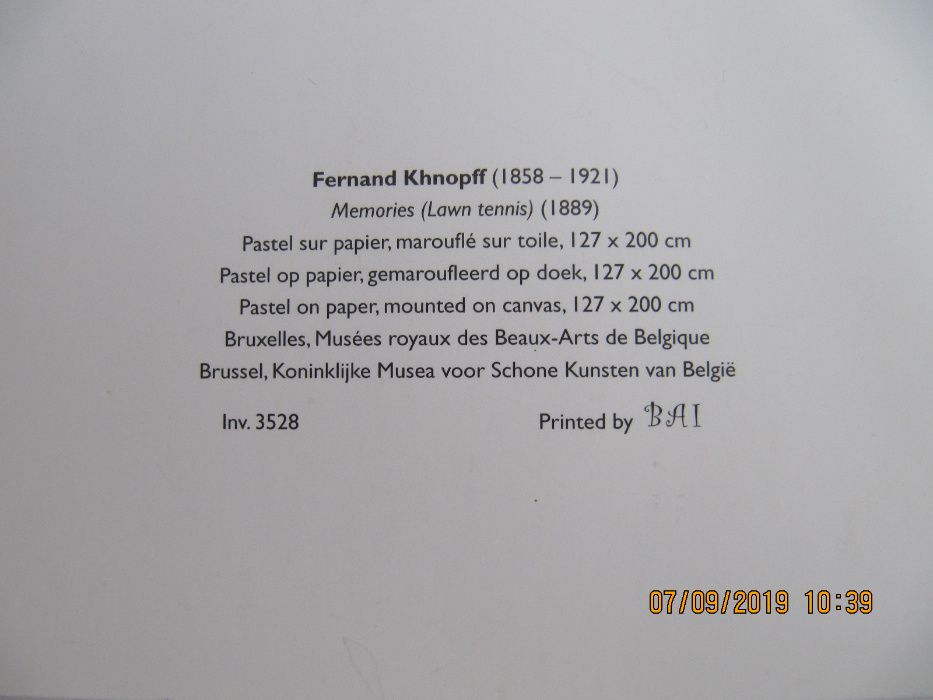 Fernand Khnopff (1858 – 1921)
Memories (Lawn tennis) (1889)
Pastel sur papier, marouflé sur toile, 127 x 200 cm
Pastel op papier, gemaroufleerd op doek, 127 x 200 cm
Pastel on paper, mounted on canvas, 127 x 200 cm
Bruxelles, Musées royaux des Beaux-Arts de Belgique
Brussel, Koninklijke Musea voor Schone Kunsten van België
Inv. 3528 Printed by BAI
07/09/2019 10:39